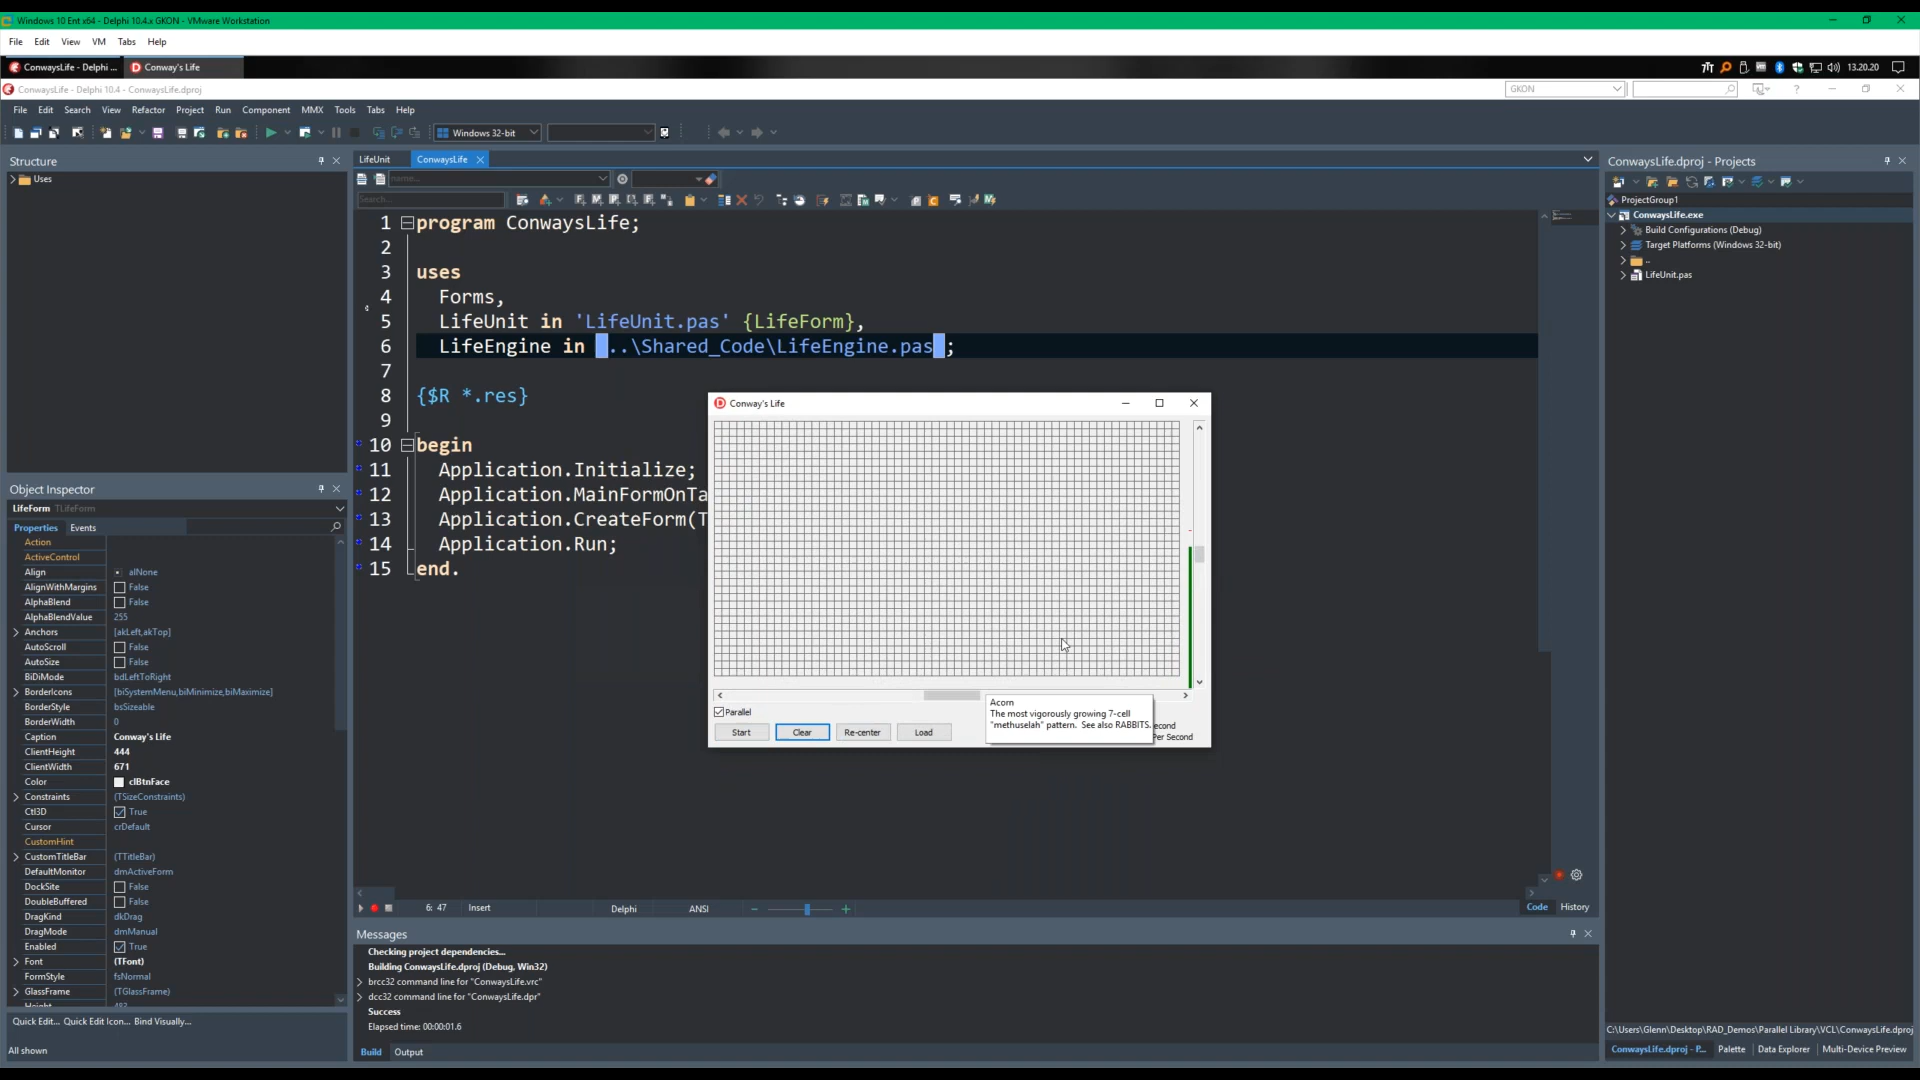 Windows 10 Ent x64 - Delphi 10.4.x GKON - VMware Workstation
File Edit View VM Tabs Help
ConwaysLife - Delphi ... Conway's Life 13.20.20
ConwaysLife - Delphi 10.4 - ConwaysLife.dproj GKON
File Edit Search View Refactor Project Run Component MMX Tools Tabs Help
Windows 32-bit
Structure
Uses
LifeUnit ConwaysLife
name...
Search...
1 program ConwaysLife;
2
3 uses
4 Forms,
5 LifeUnit in 'LifeUnit.pas' {LifeForm},
6 LifeEngine in '..\Shared_Code\LifeEngine.pas';
7
8 {$R *.res}
9
10 begin
11 Application.Initialize;
12 Application.MainFormOnTa
13 Application.CreateForm(T
14 Application.Run;
15 end.
Conway's Life
Parallel
Start Clear Re-center Load
Acorn
The most vigorously growing 7-cell
"methuselah" pattern. See also RABBITS.
econd
Per Second
ConwaysLife.dproj - Projects
ProjectGroup1
ConwaysLife.exe
Build Configurations (Debug)
Target Platforms (Windows 32-bit)
..
LifeUnit.pas
Object Inspector
LifeForm TLifeForm
Properties Events
Action
ActiveControl
Align alNone
AlignWithMargins False
AlphaBlend False
AlphaBlendValue 255
Anchors [akLeft,akTop]
AutoScroll False
AutoSize False
BiDiMode bdLeftToRight
BorderIcons [biSystemMenu,biMinimize,biMaximize]
BorderStyle bsSizeable
BorderWidth 0
Caption Conway's Life
ClientHeight 444
ClientWidth 671
Color clBtnFace
Constraints (TSizeConstraints)
Ctl3D True
Cursor crDefault
CustomHint
CustomTitleBar (TTitleBar)
DefaultMonitor dmActiveForm
DockSite False
DoubleBuffered False
DragKind dkDrag
DragMode dmManual
Enabled True
Font (TFont)
FormStyle fsNormal
GlassFrame (TGlassFrame)
Height 483
Quick Edit... Quick Edit Icon... Bind Visually...
All shown
6: 47 Insert Delphi ANSI Code History
Messages
Checking project dependencies...
Building ConwaysLife.dproj (Debug, Win32)
brcc32 command line for "ConwaysLife.vrc"
dcc32 command line for "ConwaysLife.dpr"
Success
Elapsed time: 00:00:01.6
Build Output
C:\Users\Glenn\Desktop\RAD_Demos\Parallel Library\VCL\ConwaysLife.dproj
ConwaysLife.dproj - P... Palette Data Explorer Multi-Device Preview